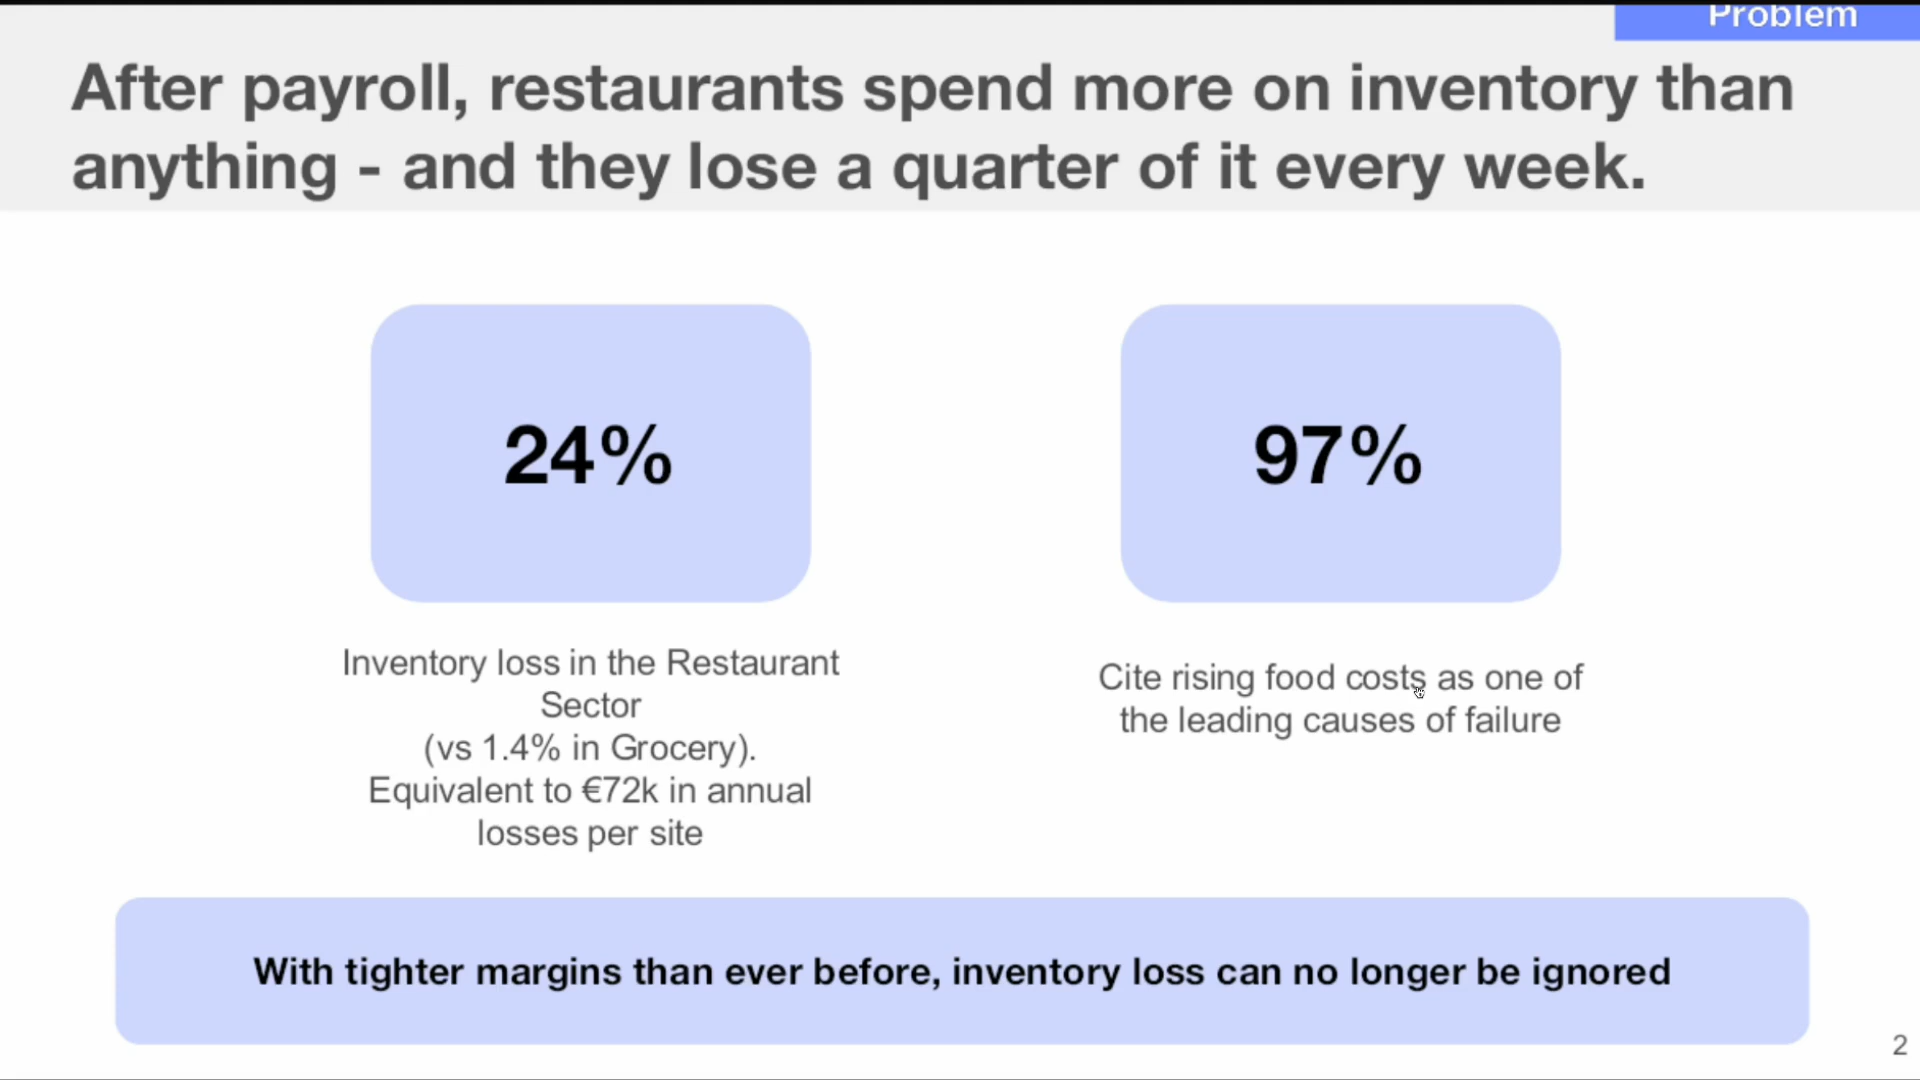 Problem
After payroll, restaurants spend more on inventory than
anything - and they lose a quarter of it every week.
24%
97%
Inventory loss in the Restaurant
Sector
(vs 1.4% in Grocery).
Equivalent to €72k in annual
losses per site
Cite rising food costs as one of
the leading causes of failure
With tighter margins than ever before, inventory loss can no longer be ignored
2